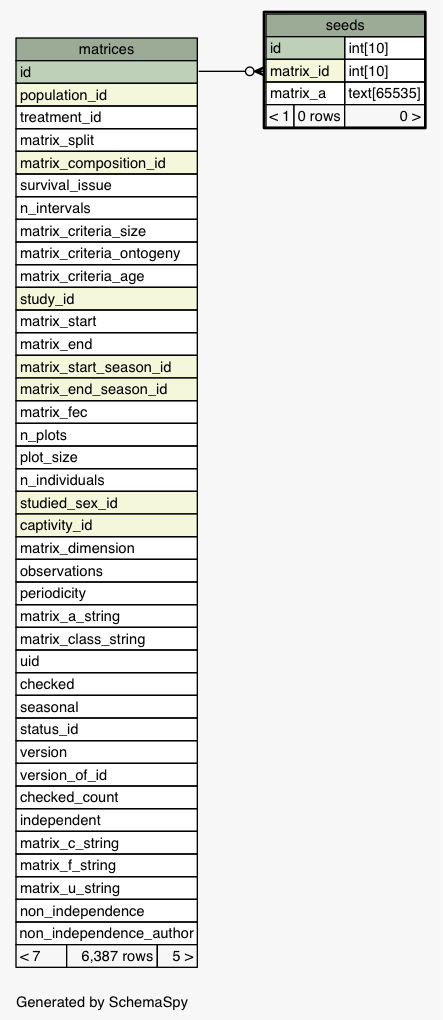 seeds
id int[10]
matrix_id int[10]
matrix_a text[65535]
< 1 0 rows 0 >
matrices
id
population_id
treatment_id
matrix_split
matrix_composition_id
survival_issue
n_intervals
matrix_criteria_size
matrix_criteria_ontogeny
matrix_criteria_age
study_id
matrix_start
matrix_end
matrix_start_season_id
matrix_end_season_id
matrix_fec
n_plots
plot_size
n_individuals
studied_sex_id
captivity_id
matrix_dimension
observations
periodicity
matrix_a_string
matrix_class_string
uid
checked
seasonal
status_id
version
version_of_id
checked_count
independent
matrix_c_string
matrix_f_string
matrix_u_string
non_independence
non_independence_author
< 7 6,387 rows 5 >
Generated by SchemaSpy